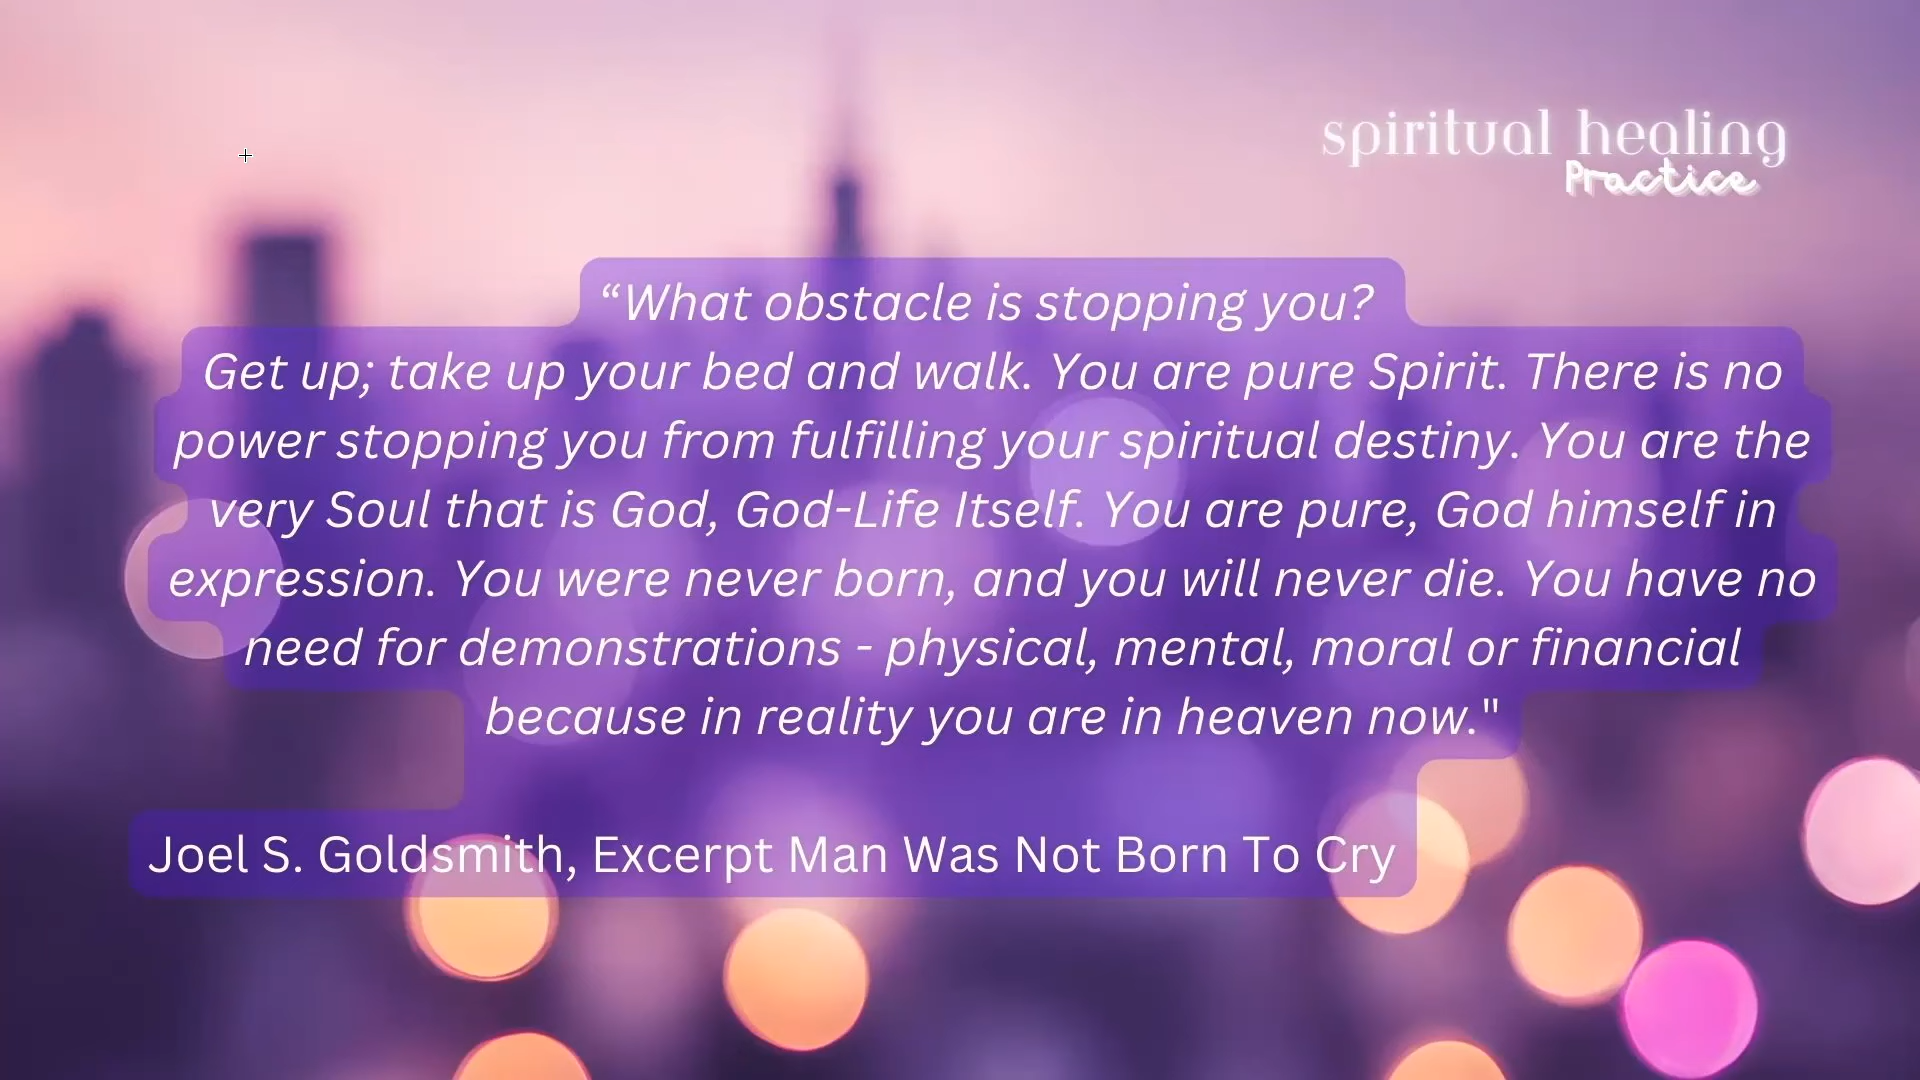 spiritual healing
Practice
“What obstacle is stopping you?
Get up; take up your bed and walk. You are pure Spirit. There is no
power stopping you from fulfilling your spiritual destiny. You are the
very Soul that is God, God-Life Itself. You are pure, God himself in
expression. You were never born, and you will never die. You have no
need for demonstrations - physical, mental, moral or financial
because in reality you are in heaven now."
Joel S. Goldsmith, Excerpt Man Was Not Born To Cry